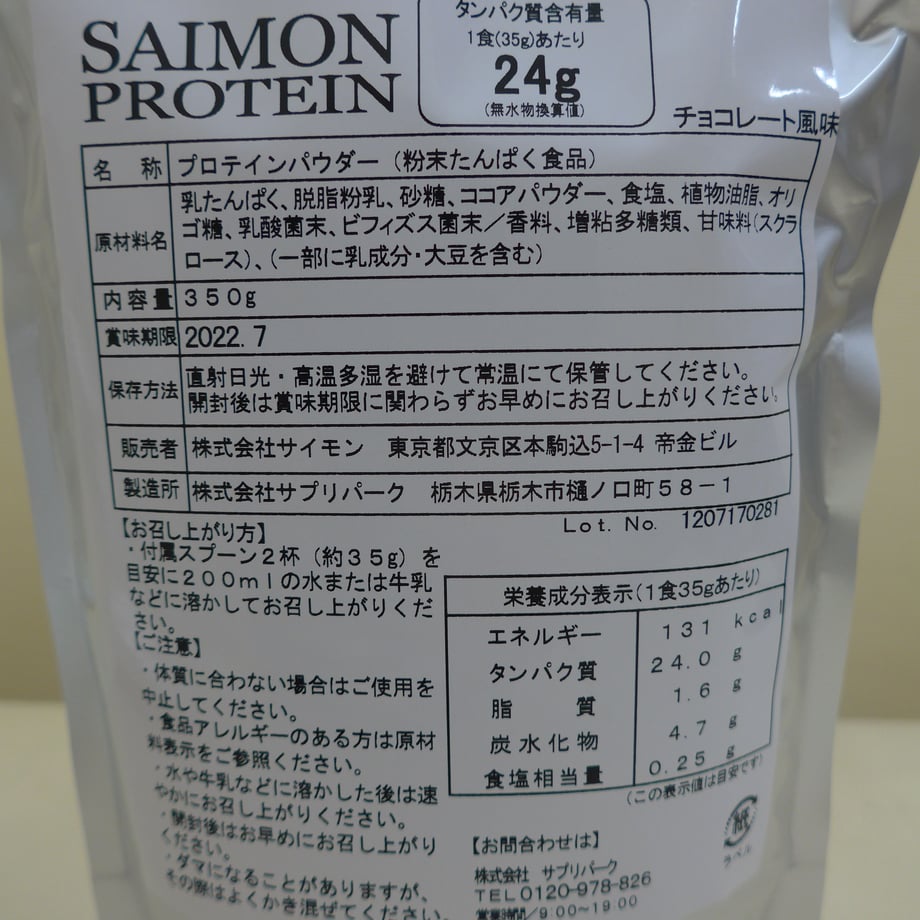 SAIMON
PROTEIN
タンパク質含有量
1食(35g)あたり
24g
(無水物換算値)
チョコレート風味
名 称 プロテインパウダー（粉末たんぱく食品）
原材料名 乳たんぱく、脱脂粉乳、砂糖、ココアパウダー、食塩、植物油脂、オリ
ゴ糖、乳酸菌末、ビフィズス菌末／香料、増粘多糖類、甘味料(スクラ
ロース)、(一部に乳成分・大豆を含む)
内容量 350g
賞味期限 2022.7
保存方法 直射日光・高温多湿を避けて常温にて保管してください。
開封後は賞味期限に関わらずお早めにお召し上がりください。
販売者 株式会社サイモン 東京都文京区本駒込5-1-4 帝金ビル
製造所 株式会社サプリパーク 栃木県栃木市樋ノ口町58－1
Lot. No. 1207170281
【お召し上がり方】
・付属スプーン2杯（約35g）を
目安に200mlの水または牛乳
などに溶かしてお召し上がりくだ
さい。
【ご注意】
・体質に合わない場合はご使用を
中止してください。
・食品アレルギーのある方は原材
料表示をご参照ください。
・水や牛乳などに溶かした後は速
やかにお召し上がりください。
・開封後はお早めにお召し上がり
ください。
・ダマになることがありますが、
その際はよくかき混ぜてください。
栄養成分表示(1食35gあたり)
エネルギー 131 kcal
タンパク質 24.0 g
脂 質 1.6 g
炭水化物 4.7 g
食塩相当量 0.25 g
(この表示値は目安です)
紙
ラベル
【お問合わせは】
株式会社 サプリパーク
TEL0120-978-826
営業時間／9:00～19:00